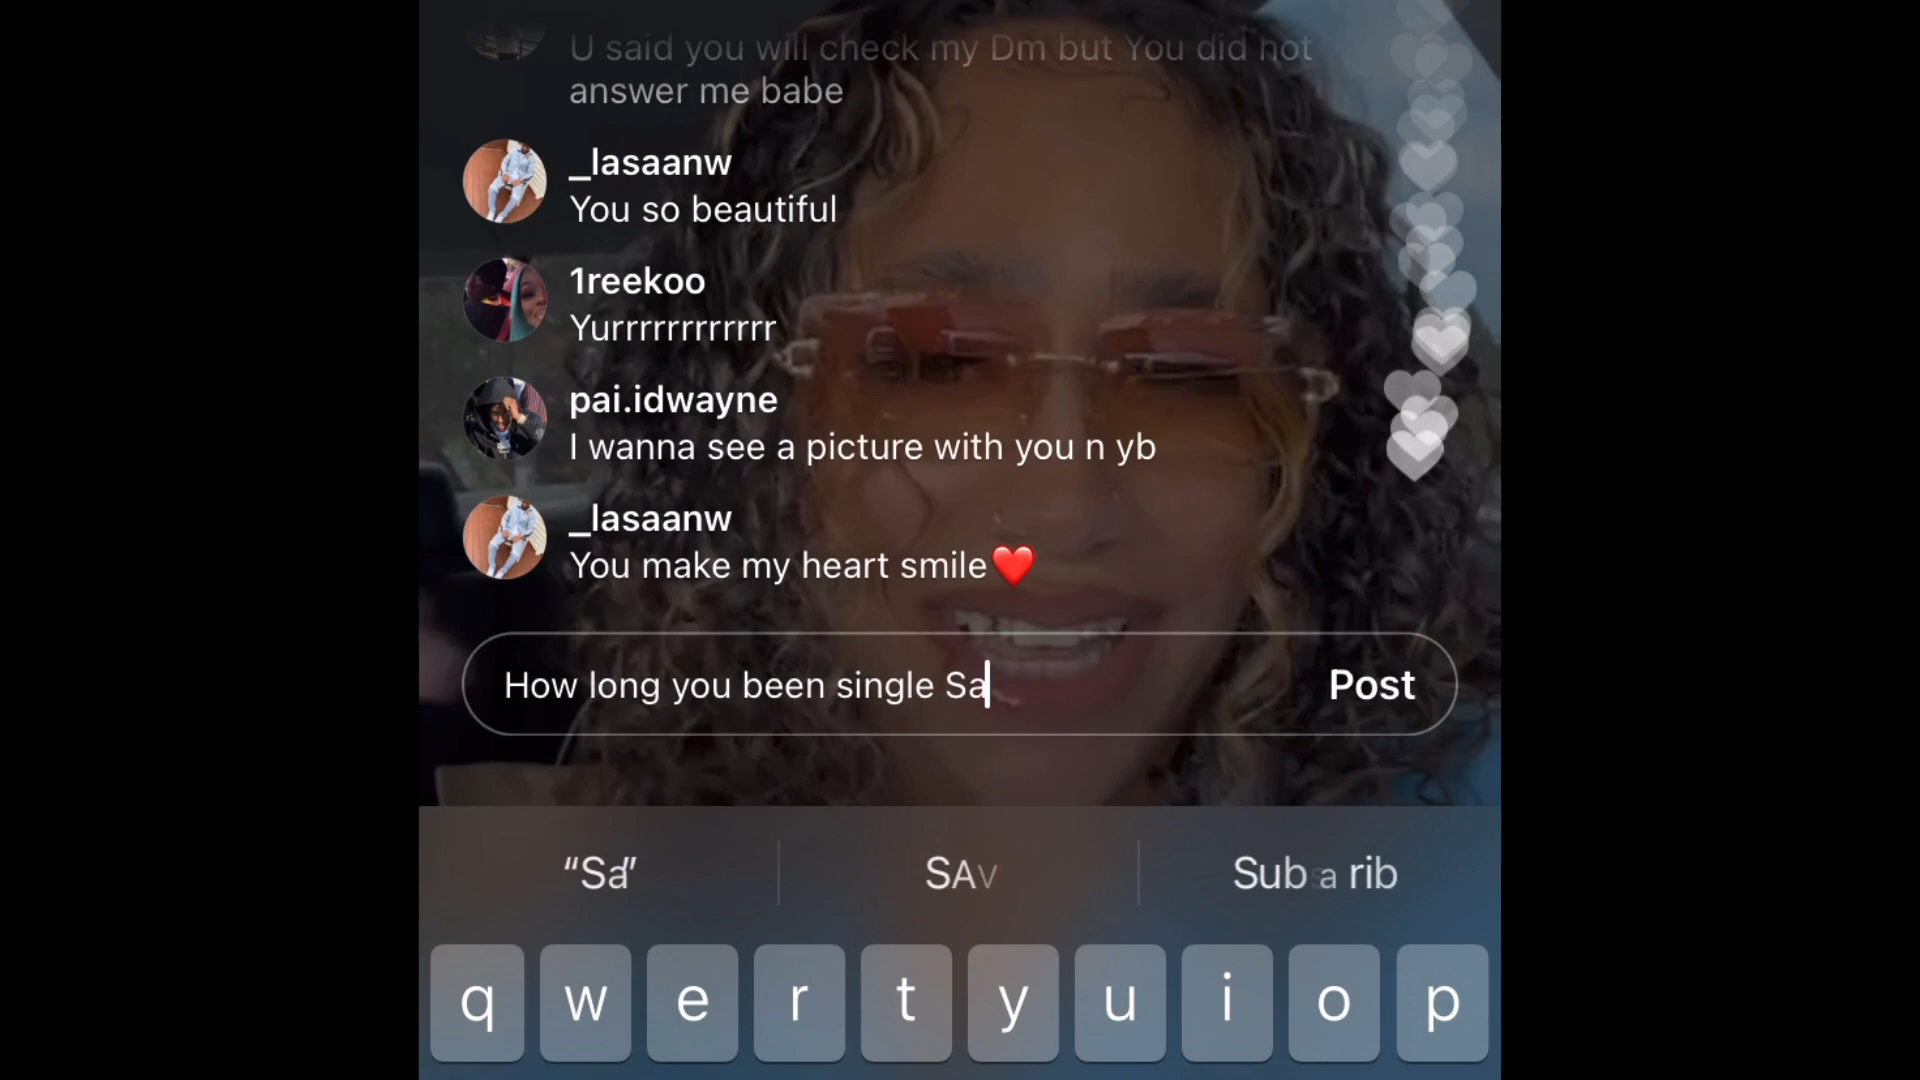 U said you will check my Dm but You did not
answer me babe
_lasaanw
You so beautiful
1reekoo
Yurrrrrrrrrrrr
pai.idwayne
I wanna see a picture with you n yb
_lasaanw
You make my heart smile❤️
How long you been single Sa
Post
“Sa”
SAV
q w e r t y u i o p